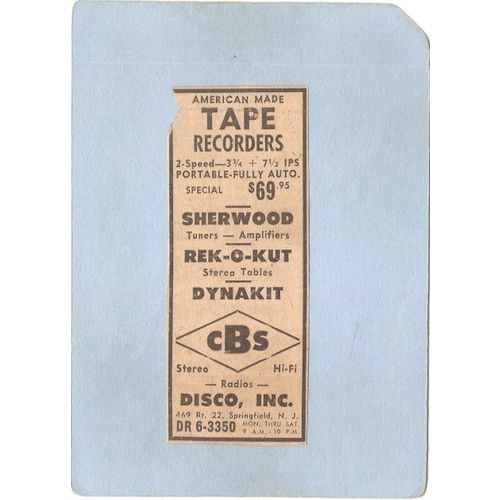 AMERICAN MADE
TAPE
RECORDERS
2-Speed—3¾ + 7½ IPS
PORTABLE-FULLY AUTO.
SPECIAL $69.95
SHERWOOD
Tuners — Amplifiers
REK-O-KUT
Stereo Tables
DYNAKIT
CBS
Stereo Hi-Fi
— Radios —
DISCO, INC.
469 Rt. 22, Springfield, N. J.
DR 6-3350 MON. THRU SAT.
9 A.M. - 10 P.M.